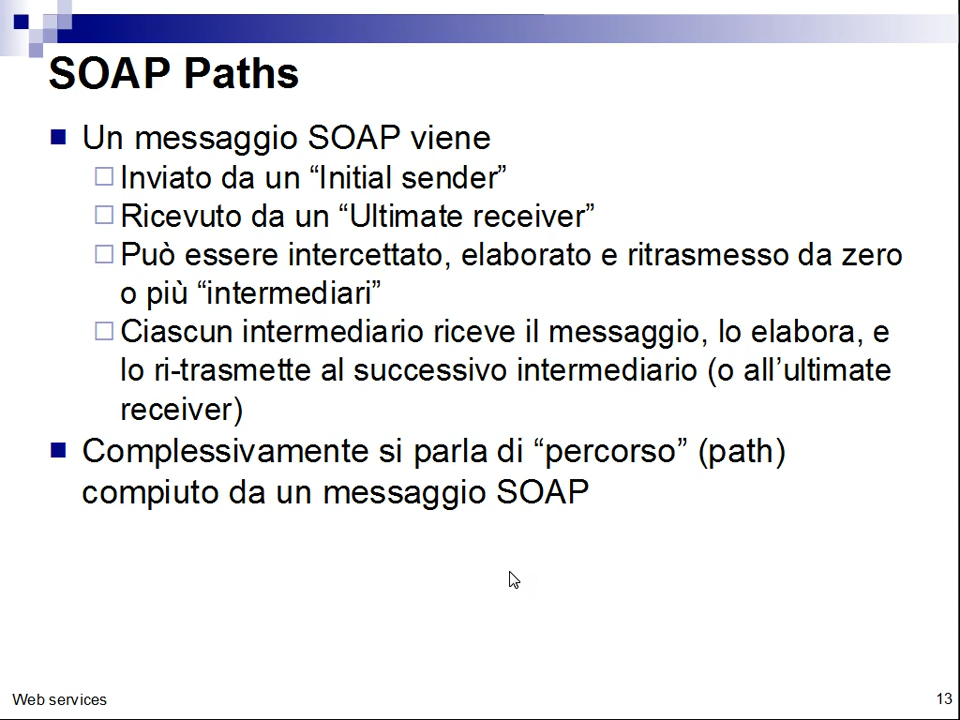 SOAP Paths
Un messaggio SOAP viene
Inviato da un “Initial sender”
Ricevuto da un “Ultimate receiver”
Può essere intercettato, elaborato e ritrasmesso da zero
o più “intermediari”
Ciascun intermediario riceve il messaggio, lo elabora, e
lo ri-trasmette al successivo intermediario (o all’ultimate
receiver)
Complessivamente si parla di “percorso” (path)
compiuto da un messaggio SOAP
Web services
13